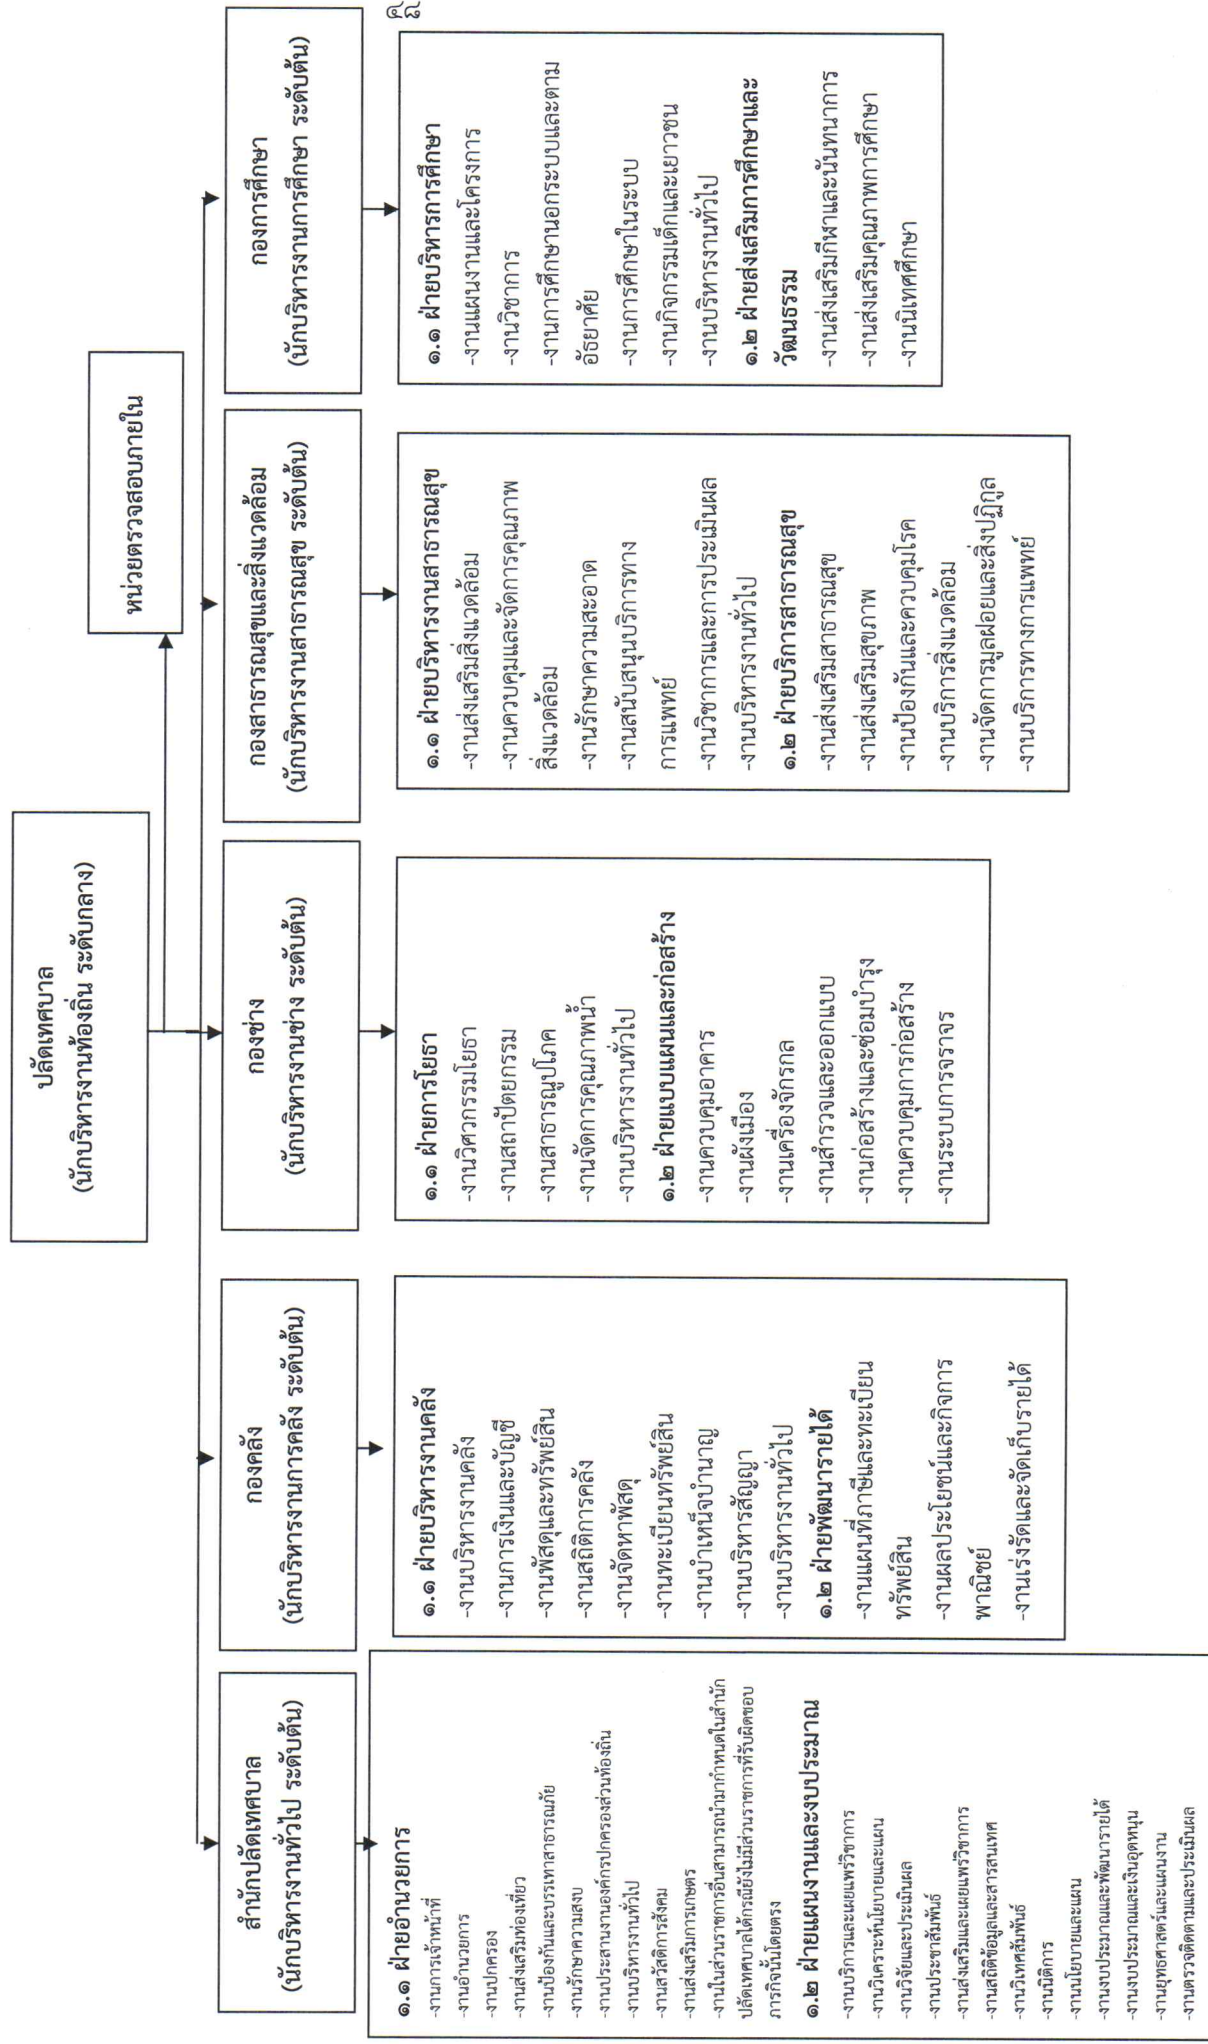 ๔๘
ปลัดเทศบาล
(นักบริหารงานท้องถิ่น ระดับกลาง)
หน่วยตรวจสอบภายใน
สำนักปลัดเทศบาล
(นักบริหารงานทั่วไป ระดับต้น)
๑.๑ ฝ่ายอำนวยการ
-งานการเจ้าหน้าที่
-งานอำนวยการ
-งานปกครอง
-งานส่งเสริมท่องเที่ยว
-งานป้องกันและบรรเทาสาธารณภัย
-งานรักษาความสงบ
-งานประสานงานองค์กรปกครองส่วนท้องถิ่น
-งานบริหารงานทั่วไป
-งานสวัสดิการสังคม
-งานส่งเสริมการเกษตร
-งานในส่วนราชการอื่นสามารถนำมากำหนดในสำนัก
ปลัดเทศบาลได้กรณียังไม่มีส่วนราชการที่รับผิดชอบ
ภารกิจนั้นโดยตรง
๑.๒ ฝ่ายแผนงานและงบประมาณ
-งานบริการและเผยแพร่วิชาการ
-งานวิเคราะห์นโยบายและแผน
-งานวิจัยและประเมินผล
-งานประชาสัมพันธ์
-งานส่งเสริมและเผยแพร่วิชาการ
-งานสถิติข้อมูลและสารสนเทศ
-งานวิเทศสัมพันธ์
-งานนิติการ
-งานนโยบายและแผน
-งานงบประมาณและพัฒนารายได้
-งานงบประมาณและเงินอุดหนุน
-งานยุทธศาสตร์และแผนงาน
-งานตรวจติดตามและประเมินผล
กองคลัง
(นักบริหารงานการคลัง ระดับต้น)
๑.๑ ฝ่ายบริหารงานคลัง
-งานบริหารงานคลัง
-งานการเงินและบัญชี
-งานพัสดุและทรัพย์สิน
-งานสถิติการคลัง
-งานจัดหาพัสดุ
-งานทะเบียนทรัพย์สิน
-งานบำเหน็จบำนาญ
-งานบริหารสัญญา
-งานบริหารงานทั่วไป
๑.๒ ฝ่ายพัฒนารายได้
-งานแผนที่ภาษีและทะเบียน
ทรัพย์สิน
-งานผลประโยชน์และกิจการ
พาณิชย์
-งานเร่งรัดและจัดเก็บรายได้
กองช่าง
(นักบริหารงานช่าง ระดับต้น)
๑.๑ ฝ่ายการโยธา
-งานวิศวกรรมโยธา
-งานสถาปัตยกรรม
-งานสาธารณูปโภค
-งานจัดการคุณภาพน้ำ
-งานบริหารงานทั่วไป
๑.๒ ฝ่ายแบบแผนและก่อสร้าง
-งานควบคุมอาคาร
-งานผังเมือง
-งานเครื่องจักรกล
-งานสำรวจและออกแบบ
-งานก่อสร้างและซ่อมบำรุง
-งานควบคุมการก่อสร้าง
-งานระบบการจราจร
กองสาธารณสุขและสิ่งแวดล้อม
(นักบริหารงานสาธารณสุข ระดับต้น)
๑.๑ ฝ่ายบริหารงานสาธารณสุข
-งานส่งเสริมสิ่งแวดล้อม
-งานควบคุมและจัดการคุณภาพ
สิ่งแวดล้อม
-งานรักษาความสะอาด
-งานสนับสนุนบริการทาง
การแพทย์
-งานวิชาการและการประเมินผล
-งานบริหารงานทั่วไป
๑.๒ ฝ่ายบริการสาธารณสุข
-งานส่งเสริมสาธารณสุข
-งานส่งเสริมสุขภาพ
-งานป้องกันและควบคุมโรค
-งานบริการสิ่งแวดล้อม
-งานจัดการมูลฝอยและสิ่งปฏิกูล
-งานบริการทางการแพทย์
กองการศึกษา
(นักบริหารงานการศึกษา ระดับต้น)
๑.๑ ฝ่ายบริหารการศึกษา
-งานแผนงานและโครงการ
-งานวิชาการ
-งานการศึกษานอกระบบและตาม
อัธยาศัย
-งานการศึกษาในระบบ
-งานกิจกรรมเด็กและเยาวชน
-งานบริหารงานทั่วไป
๑.๒ ฝ่ายส่งเสริมการศึกษาและ
วัฒนธรรม
-งานส่งเสริมกีฬาและนันทนาการ
-งานส่งเสริมคุณภาพการศึกษา
-งานนิเทศศึกษา